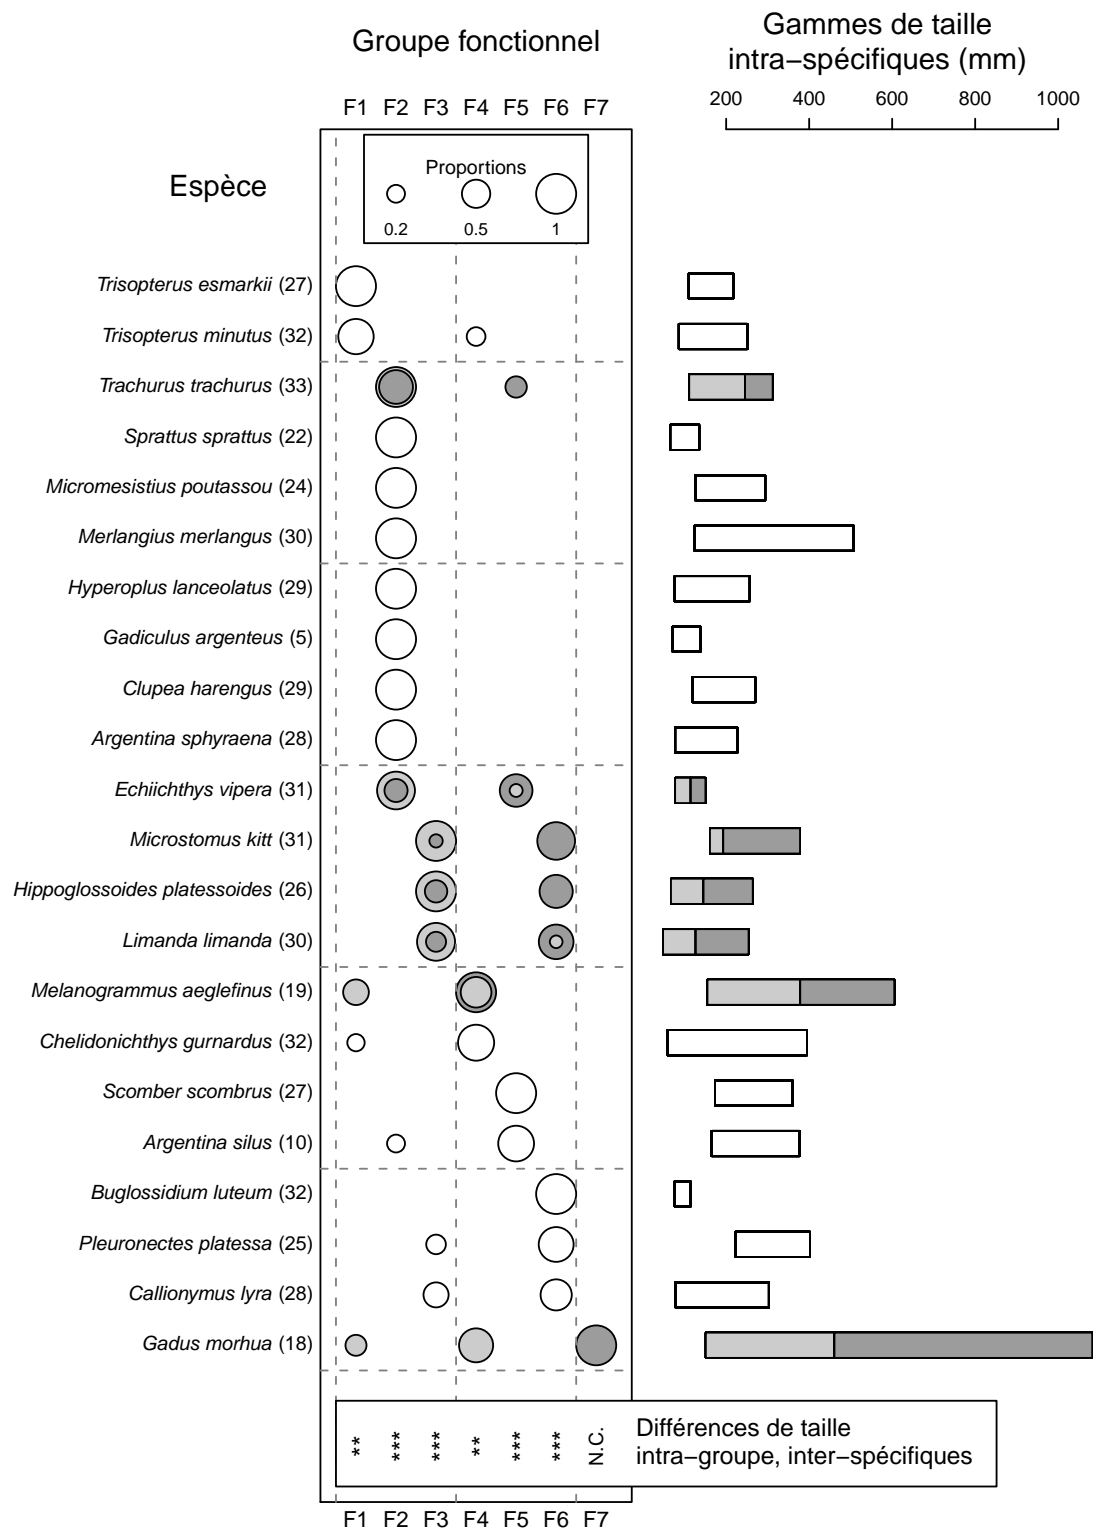 Groupe fonctionnel
Gammes de taille
intra−spécifiques (mm)
F1 F2 F3 F4 F5 F6 F7
200 400 600 800 1000
Espèce
Proportions
0.2 0.5 1
Trisopterus esmarkii (27)
Trisopterus minutus (32)
Trachurus trachurus (33)
Sprattus sprattus (22)
Micromesistius poutassou (24)
Merlangius merlangus (30)
Hyperoplus lanceolatus (29)
Gadiculus argenteus (5)
Clupea harengus (29)
Argentina sphyraena (28)
Echiichthys vipera (31)
Microstomus kitt (31)
Hippoglossoides platessoides (26)
Limanda limanda (30)
Melanogrammus aeglefinus (19)
Chelidonichthys gurnardus (32)
Scomber scombrus (27)
Argentina silus (10)
Buglossidium luteum (32)
Pleuronectes platessa (25)
Callionymus lyra (28)
Gadus morhua (18)
** *** *** ** *** *** N.C.
Différences de taille
intra−groupe, inter−spécifiques
F1 F2 F3 F4 F5 F6 F7